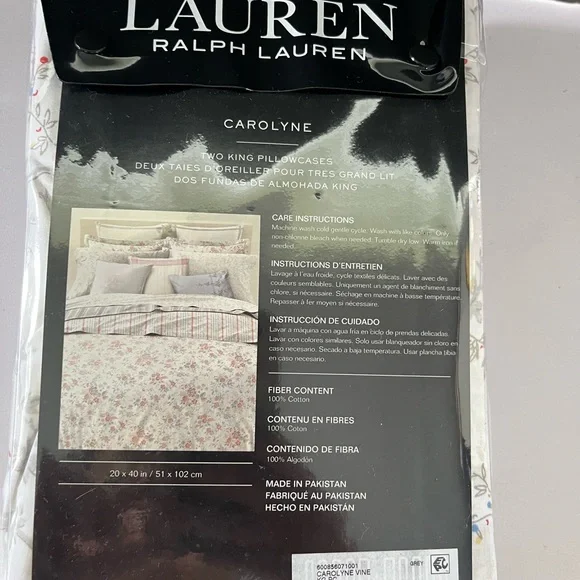 LAUREN
RALPH LAUREN
CAROLYNE
TWO KING PILLOWCASES
DEUX TAIES D'OREILLER POUR TRÈS GRAND LIT
DOS FUNDAS DE ALMOHADA KING
CARE INSTRUCTIONS
Machine wash cold gentle cycle. Wash with like colors. Only
non-chlorine bleach when needed. Tumble dry low. Warm iron if
needed.
INSTRUCTIONS D'ENTRETIEN
Lavage à l'eau froide, cycle textiles délicats. Laver avec des
couleurs semblables. Uniquement un agent de blanchiment sans
chlore, si nécessaire. Séchage en machine à basse température.
Repasser à fer moyen si nécessaire.
INSTRUCCIÓN DE CUIDADO
Lavar a máquina con agua fría en ciclo de prendas delicadas.
Lavar con colores similares. Solo usar blanqueador sin cloro en
caso necesario. Secado a baja temperatura. Usar plancha tibia
en caso necesario.
FIBER CONTENT
100% Cotton
CONTENU EN FIBRES
100% Coton
CONTENIDO DE FIBRA
100% Algodón
20 x 40 in / 51 x 102 cm
MADE IN PAKISTAN
FABRIQUÉ AU PAKISTAN
HECHO EN PAKISTÁN
600856071001 GREY
CAROLYNE VINE
KG PC